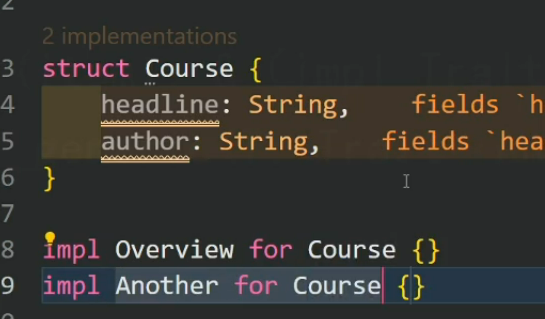 2
2 implementations
3 struct Course {
4 headline: String, fields `h
5 author: String, fields `hea
6 }
7
8 impl Overview for Course {}
9 impl Another for Course {}